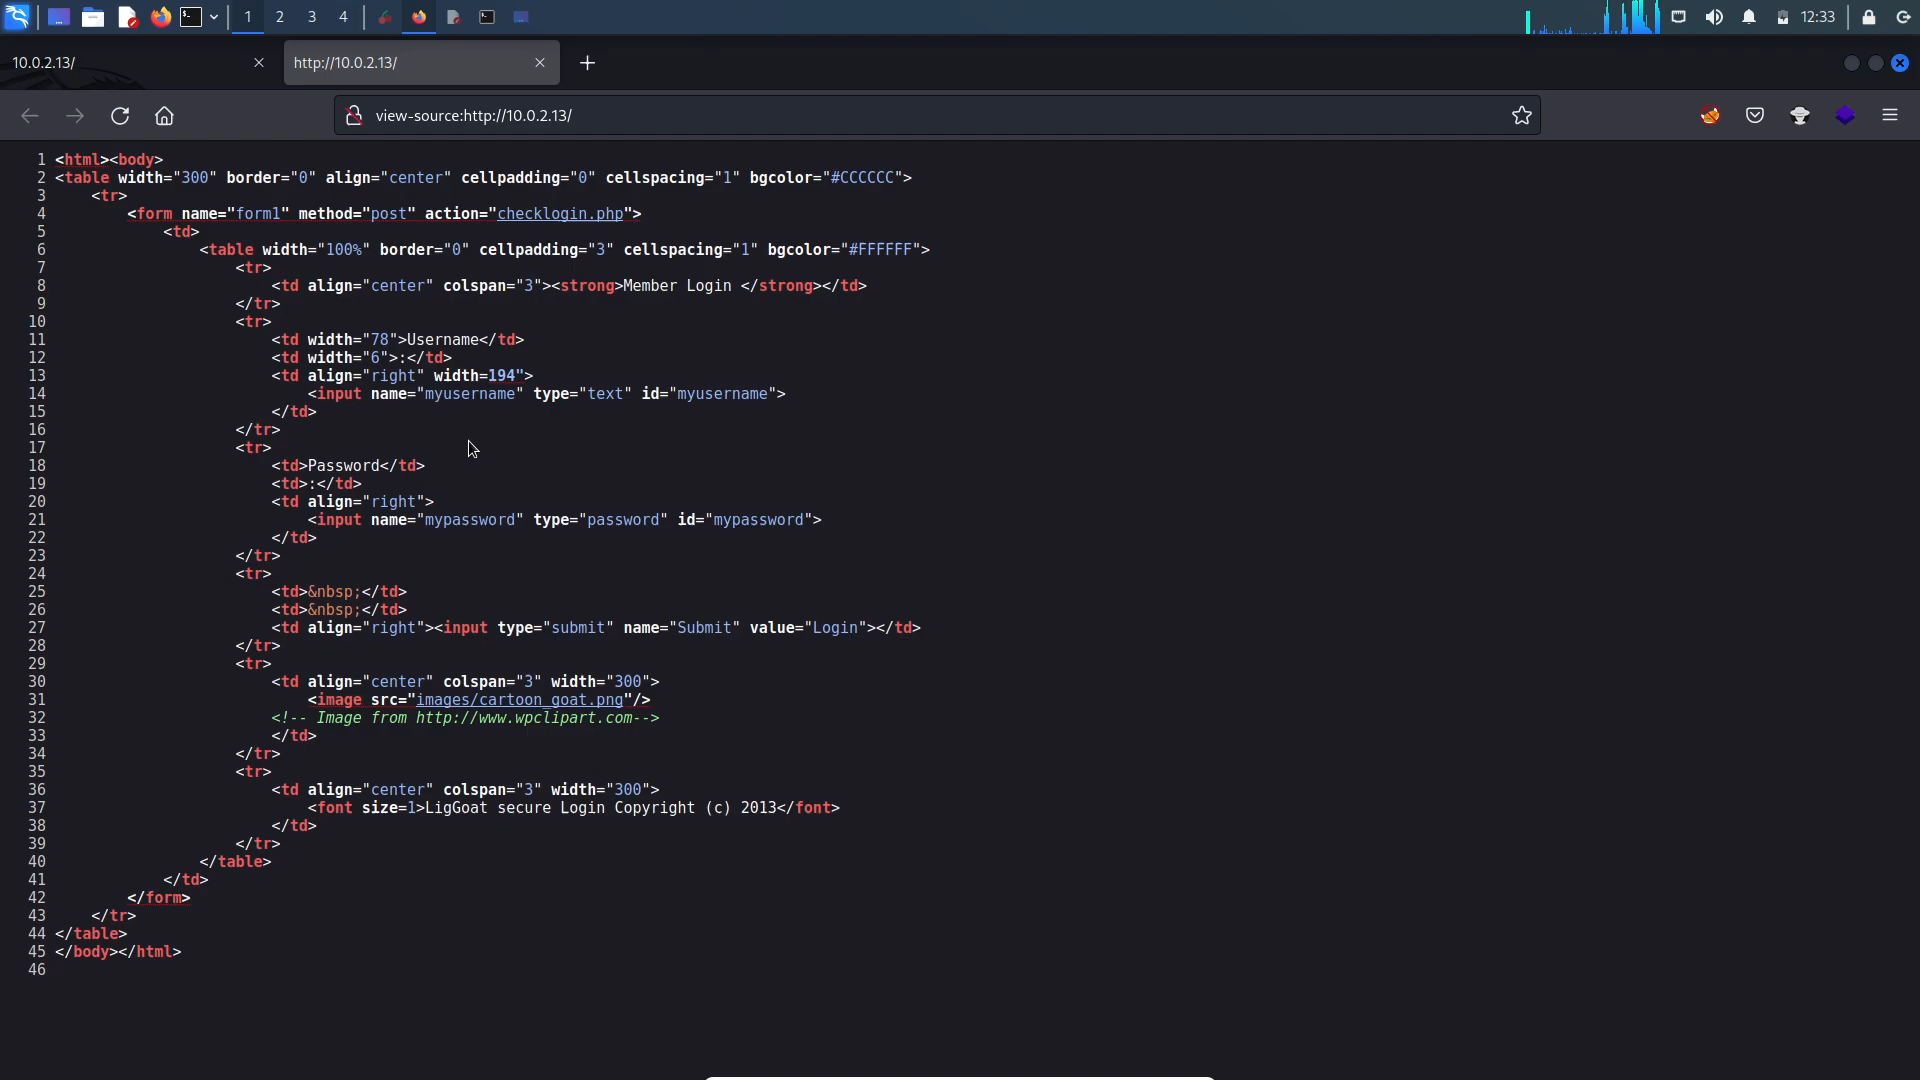 1 2 3 4 12:33
10.0.2.13/ http://10.0.2.13/
view-source:http://10.0.2.13/
1 <html><body>
2 <table width="300" border="0" align="center" cellpadding="0" cellspacing="1" bgcolor="#CCCCCC">
3 <tr>
4 <form name="form1" method="post" action="checklogin.php">
5 <td>
6 <table width="100%" border="0" cellpadding="3" cellspacing="1" bgcolor="#FFFFFF">
7 <tr>
8 <td align="center" colspan="3"><strong>Member Login </strong></td>
9 </tr>
10 <tr>
11 <td width="78">Username</td>
12 <td width="6">:</td>
13 <td align="right" width=194">
14 <input name="myusername" type="text" id="myusername">
15 </td>
16 </tr>
17 <tr>
18 <td>Password</td>
19 <td>:</td>
20 <td align="right">
21 <input name="mypassword" type="password" id="mypassword">
22 </td>
23 </tr>
24 <tr>
25 <td>&nbsp;</td>
26 <td>&nbsp;</td>
27 <td align="right"><input type="submit" name="Submit" value="Login"></td>
28 </tr>
29 <tr>
30 <td align="center" colspan="3" width="300">
31 <image src="images/cartoon_goat.png"/>
32 <!-- Image from http://www.wpclipart.com-->
33 </td>
34 </tr>
35 <tr>
36 <td align="center" colspan="3" width="300">
37 <font size=1>LigGoat secure Login Copyright (c) 2013</font>
38 </td>
39 </tr>
40 </table>
41 </td>
42 </form>
43 </tr>
44 </table>
45 </body></html>
46